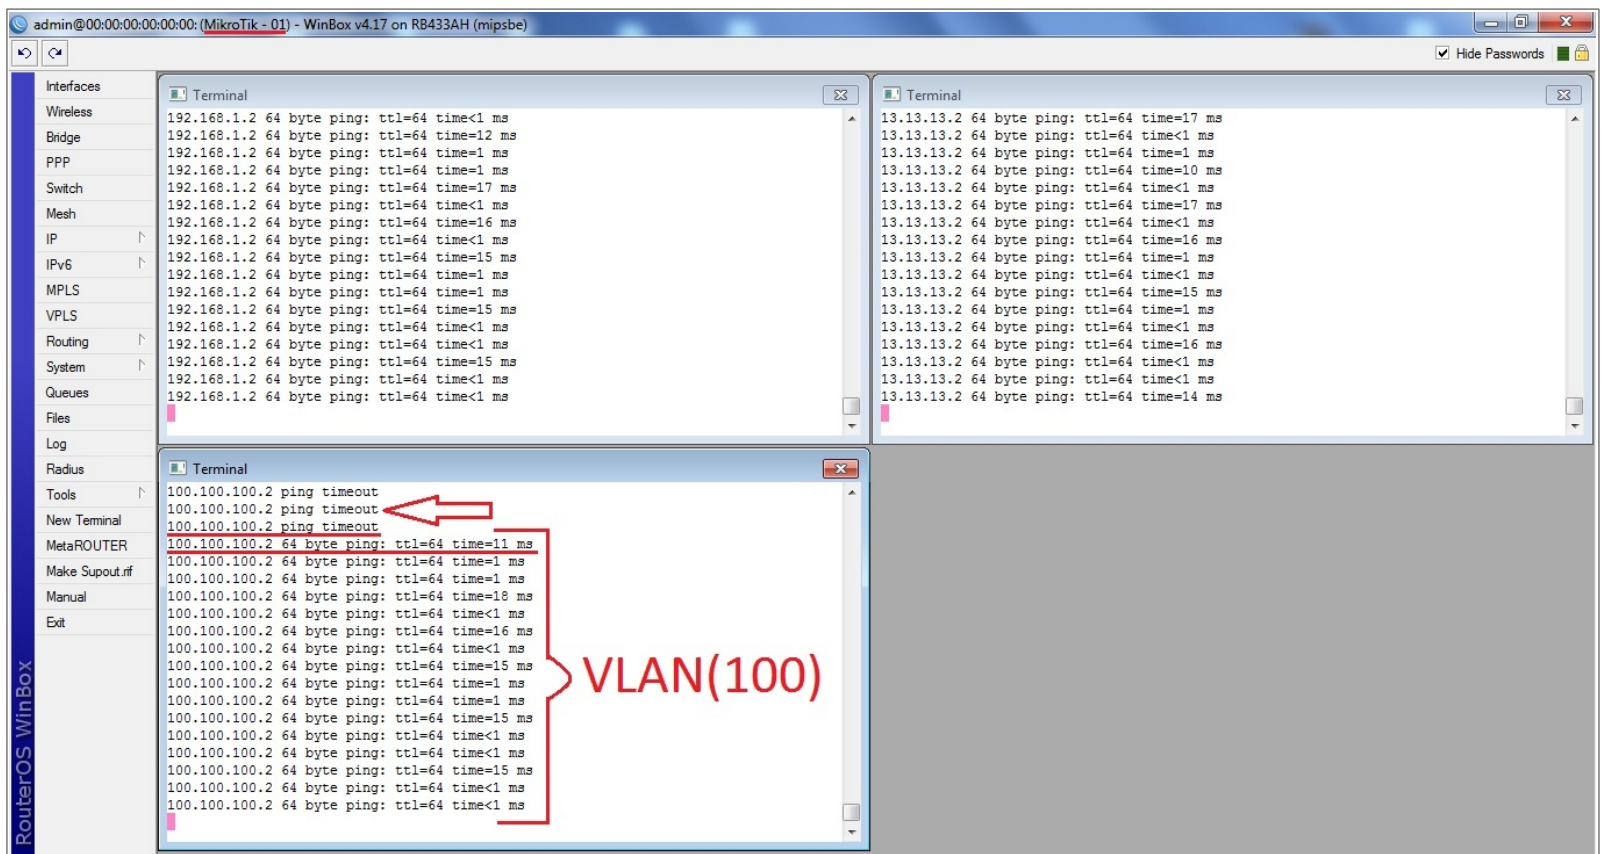 admin@00:00:00:00:00:00: (MikroTik - 01) - WinBox v4.17 on RB433AH (mipsbe)
Hide Passwords
Interfaces
Wireless
Bridge
PPP
Switch
Mesh
IP
IPv6
MPLS
VPLS
Routing
System
Queues
Files
Log
Radius
Tools
New Terminal
MetaROUTER
Make Supout.rif
Manual
Exit
RouterOS WinBox
Terminal
192.168.1.2 64 byte ping: ttl=64 time<1 ms
192.168.1.2 64 byte ping: ttl=64 time=12 ms
192.168.1.2 64 byte ping: ttl=64 time=1 ms
192.168.1.2 64 byte ping: ttl=64 time=1 ms
192.168.1.2 64 byte ping: ttl=64 time=17 ms
192.168.1.2 64 byte ping: ttl=64 time<1 ms
192.168.1.2 64 byte ping: ttl=64 time=16 ms
192.168.1.2 64 byte ping: ttl=64 time<1 ms
192.168.1.2 64 byte ping: ttl=64 time=15 ms
192.168.1.2 64 byte ping: ttl=64 time=1 ms
192.168.1.2 64 byte ping: ttl=64 time=1 ms
192.168.1.2 64 byte ping: ttl=64 time=15 ms
192.168.1.2 64 byte ping: ttl=64 time<1 ms
192.168.1.2 64 byte ping: ttl=64 time<1 ms
192.168.1.2 64 byte ping: ttl=64 time=15 ms
192.168.1.2 64 byte ping: ttl=64 time<1 ms
192.168.1.2 64 byte ping: ttl=64 time<1 ms
Terminal
13.13.13.2 64 byte ping: ttl=64 time=17 ms
13.13.13.2 64 byte ping: ttl=64 time<1 ms
13.13.13.2 64 byte ping: ttl=64 time=1 ms
13.13.13.2 64 byte ping: ttl=64 time=10 ms
13.13.13.2 64 byte ping: ttl=64 time<1 ms
13.13.13.2 64 byte ping: ttl=64 time=17 ms
13.13.13.2 64 byte ping: ttl=64 time<1 ms
13.13.13.2 64 byte ping: ttl=64 time=16 ms
13.13.13.2 64 byte ping: ttl=64 time=1 ms
13.13.13.2 64 byte ping: ttl=64 time<1 ms
13.13.13.2 64 byte ping: ttl=64 time=15 ms
13.13.13.2 64 byte ping: ttl=64 time=1 ms
13.13.13.2 64 byte ping: ttl=64 time<1 ms
13.13.13.2 64 byte ping: ttl=64 time=16 ms
13.13.13.2 64 byte ping: ttl=64 time<1 ms
13.13.13.2 64 byte ping: ttl=64 time<1 ms
13.13.13.2 64 byte ping: ttl=64 time=14 ms
Terminal
100.100.100.2 ping timeout
100.100.100.2 ping timeout
100.100.100.2 ping timeout
100.100.100.2 64 byte ping: ttl=64 time=11 ms
100.100.100.2 64 byte ping: ttl=64 time=1 ms
100.100.100.2 64 byte ping: ttl=64 time=1 ms
100.100.100.2 64 byte ping: ttl=64 time=18 ms
100.100.100.2 64 byte ping: ttl=64 time<1 ms
100.100.100.2 64 byte ping: ttl=64 time=16 ms
100.100.100.2 64 byte ping: ttl=64 time<1 ms
100.100.100.2 64 byte ping: ttl=64 time=15 ms
100.100.100.2 64 byte ping: ttl=64 time=1 ms
100.100.100.2 64 byte ping: ttl=64 time=1 ms
100.100.100.2 64 byte ping: ttl=64 time=15 ms
100.100.100.2 64 byte ping: ttl=64 time<1 ms
100.100.100.2 64 byte ping: ttl=64 time<1 ms
100.100.100.2 64 byte ping: ttl=64 time=15 ms
100.100.100.2 64 byte ping: ttl=64 time<1 ms
100.100.100.2 64 byte ping: ttl=64 time<1 ms
VLAN(100)